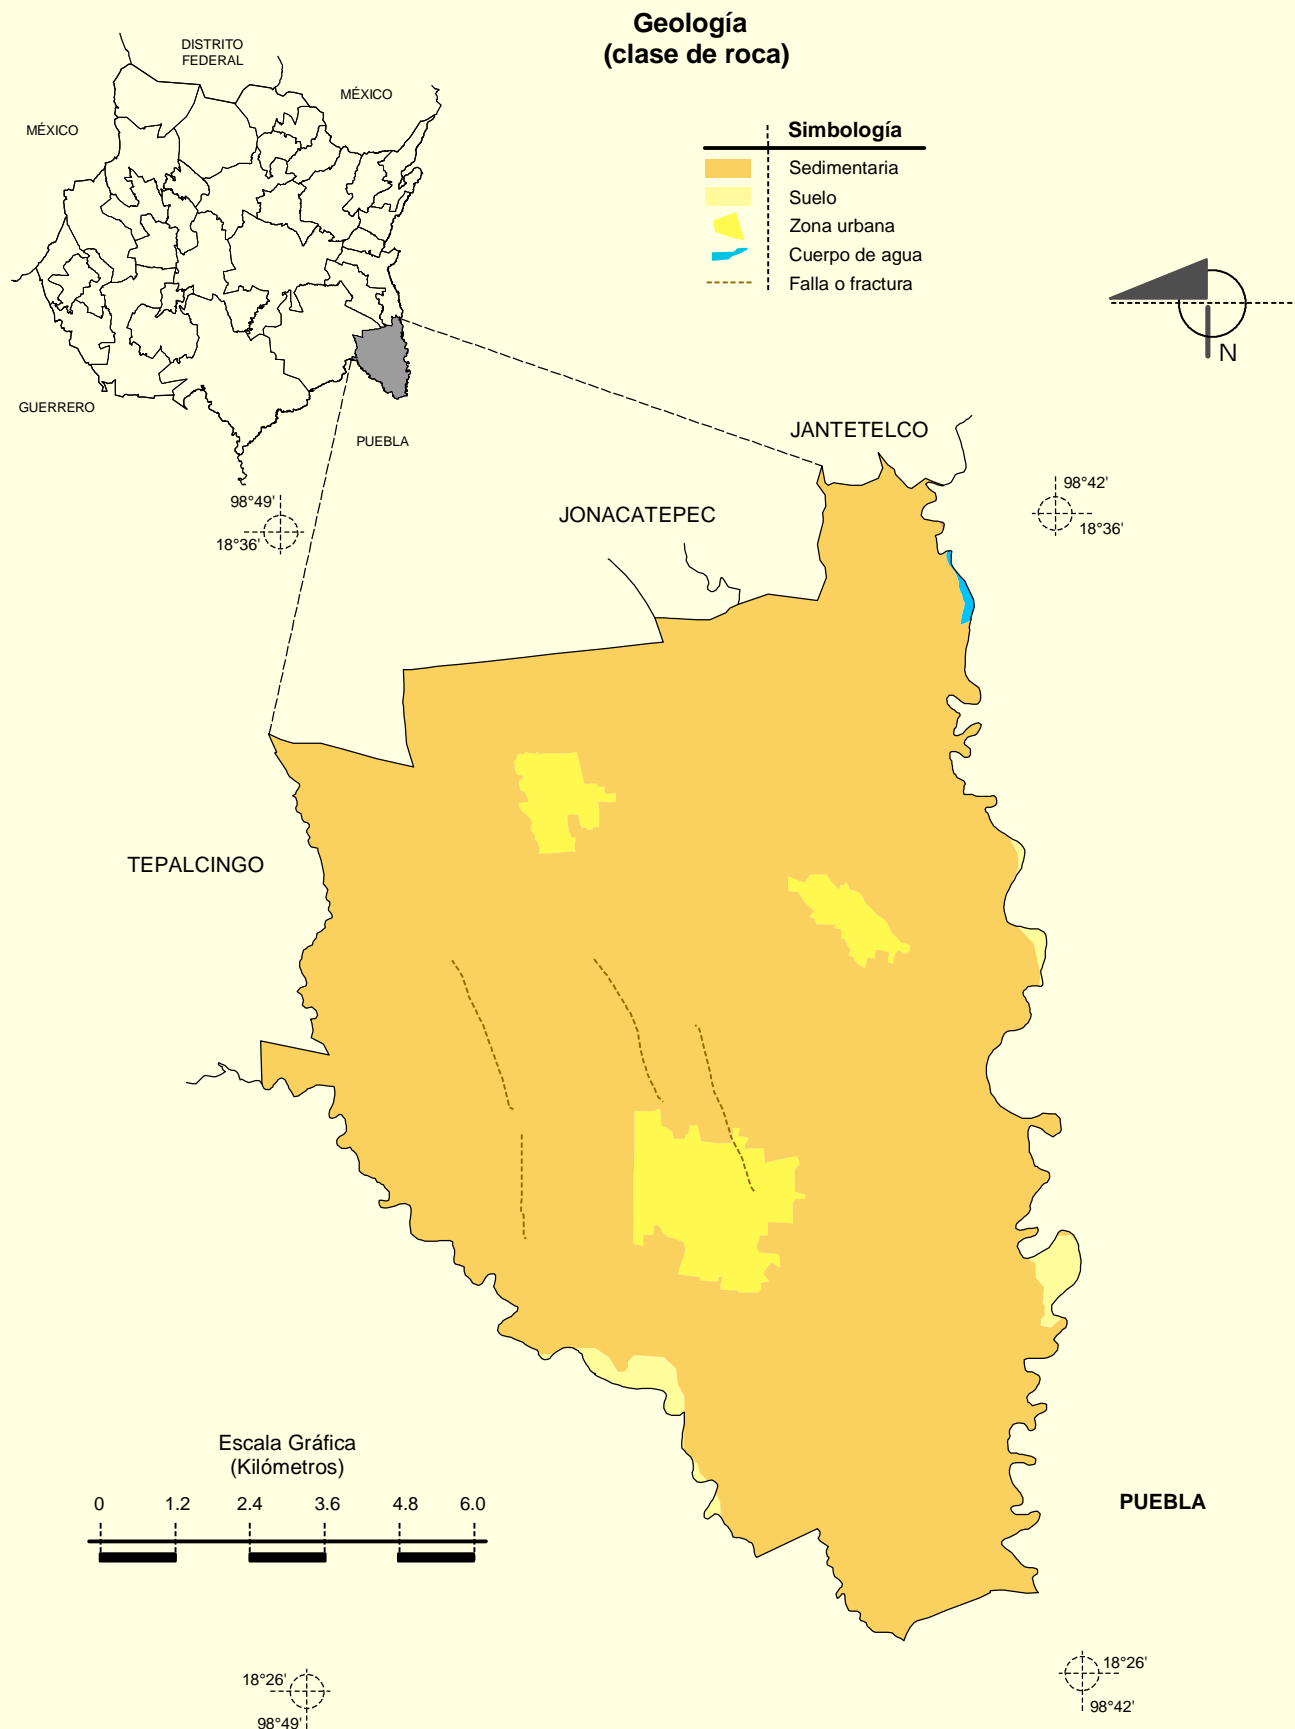 Geología
(clase de roca)
DISTRITO
FEDERAL
MÉXICO
MÉXICO
GUERRERO
PUEBLA
Simbología
Sedimentaria
Suelo
Zona urbana
Cuerpo de agua
Falla o fractura
N
JANTETELCO
JONACATEPEC
98°49'
18°36'
98°42'
18°36'
TEPALCINGO
Escala Gráfica
(Kilómetros)
0 1.2 2.4 3.6 4.8 6.0
PUEBLA
18°26'
98°49'
18°26'
98°42'